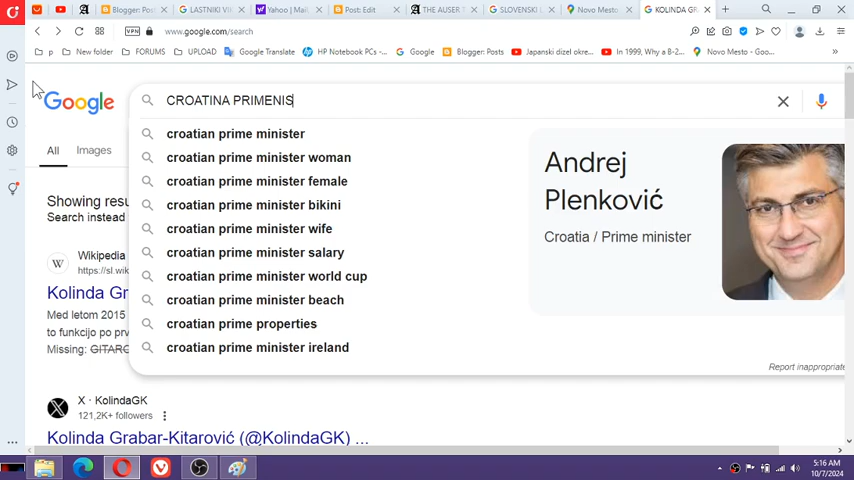 Blogger: Post
LASTNIKI VIK
Yahoo | Mail,
Post: Edit
THE AUSER T
SLOVENSKI L
Novo Mesto -
KOLINDA GR
VPN
www.google.com/search
p
New folder
FORUMS
UPLOAD
Google Translate
HP Notebook PCs -...
Google
Blogger: Posts
Japanski dizel okre...
In 1999, Why a B-2...
Novo Mesto - Goo...
Google
CROATINA PRIMENIS
croatian prime minister
croatian prime minister woman
croatian prime minister female
croatian prime minister bikini
croatian prime minister wife
croatian prime minister salary
croatian prime minister world cup
croatian prime minister beach
croatian prime properties
croatian prime minister ireland
Andrej
Plenković
Croatia / Prime minister
Report inappropriate
All
Images
Showing resu
Search instead
W
Wikipedia
https://sl.wik
Kolinda Gr
Med letom 2015
to funkcijo po prv
Missing: GITARO
X · KolindaGK
121,2K+ followers
Kolinda Grabar-Kitarović (@KolindaGK) ...
5:16 AM
10/7/2024